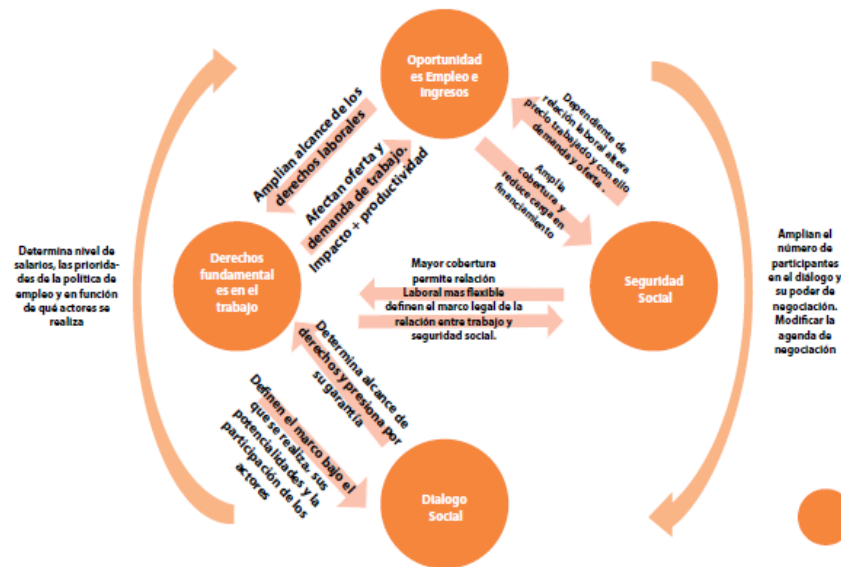 Oportunidad
es Empleo e
Ingresos
Amplian alcance de los
derechos laborales
Afectan oferta y
demanda de trabajo.
Impacto + productividad
Dependiente de
relación laboral altera
precio trabajado y con ello
demanda y oferta .
Amplia
cobertura y
reduce carga en
financiamiento
Determina nivel de
salarios, las priorida-
des de la política de
empleo y en función
de qué actores se
realiza
Derechos
fundamental
es en el
trabajo
Mayor cobertura
permite relación
Laboral mas flexible
definen el marco legal de la
relación entre trabajo y
seguridad social.
Seguridad
Social
Amplian el
número de
participantes
en el diálogo y
su poder de
negociación.
Modificar la
agenda de
negociación
Determina alcance de
derechos y presiona por
su garantía
Definen el marco bajo el
que se realiza, sus
potencialidades y la
participación de los
actores
Dialogo
Social